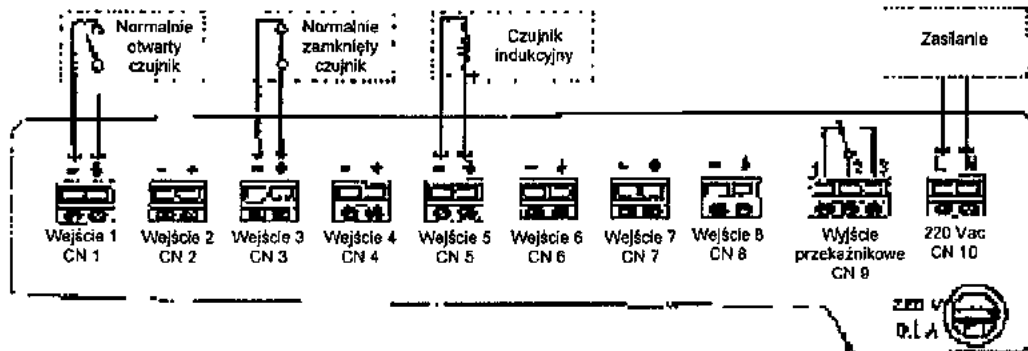 Normalnie
otwarty
czujnik
Normalnie
zamknięty
czujnik
Czujnik
indukcyjny
Zasilanie
- +
- +
- +
Wejście 1
CN 1
Wejście 2
CN 2
Wejście 3
CN 3
Wejście 4
CN 4
Wejście 5
CN 5
Wejście 6
CN 6
Wejście 7
CN 7
Wejście 8
CN 8
Wyjście
przekaźnikowe
CN 9
220 Vac
CN 10
0.1 A